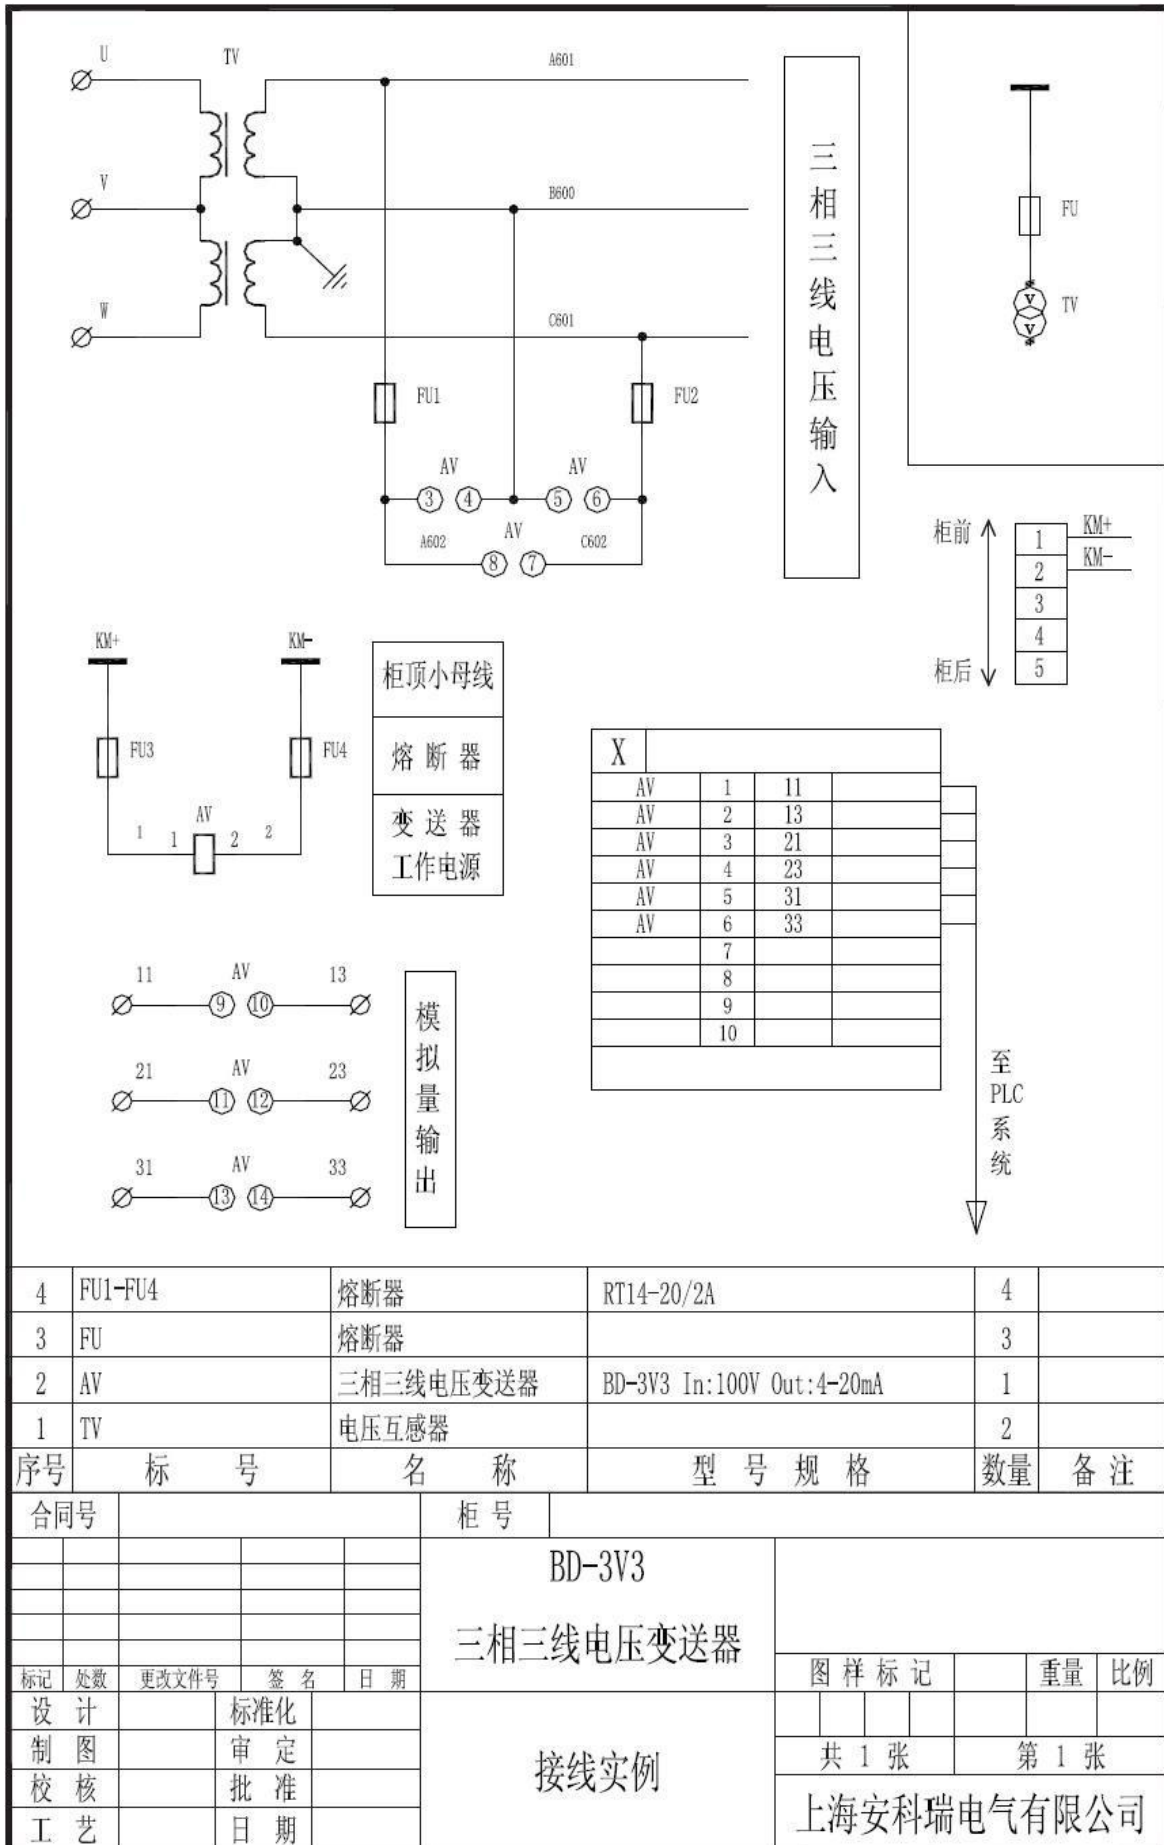 U
TV
A601
V
B600
W
C601
FU1
FU2
AV
AV
3 4 5 6
A602
AV
C602
8 7
三相三线电压输入
FU
V
V
TV
柜前
柜后
1 KM+
2 KM-
3
4
5
KM+
KM-
FU3
FU4
AV
1 1 2 2
柜顶小母线
熔断器
变送器
工作电源
X
AV 1 11
AV 2 13
AV 3 21
AV 4 23
AV 5 31
AV 6 33
7
8
9
10
至PLC系统
11 AV 13
9 10
21 AV 23
11 12
31 AV 33
13 14
模拟量输出
4 FU1-FU4 熔断器 RT14-20/2A 4
3 FU 熔断器 3
2 AV 三相三线电压变送器 BD-3V3 In:100V Out:4-20mA 1
1 TV 电压互感器 2
序号 标号 名称 型号规格 数量 备注
合同号 柜号
BD-3V3
三相三线电压变送器
标记 处数 更改文件号 签名 日期
图样标记 重量 比例
设计 标准化
制图 审定
共1张 第1张
接线实例
校核 批准
工艺 日期
上海安科瑞电气有限公司